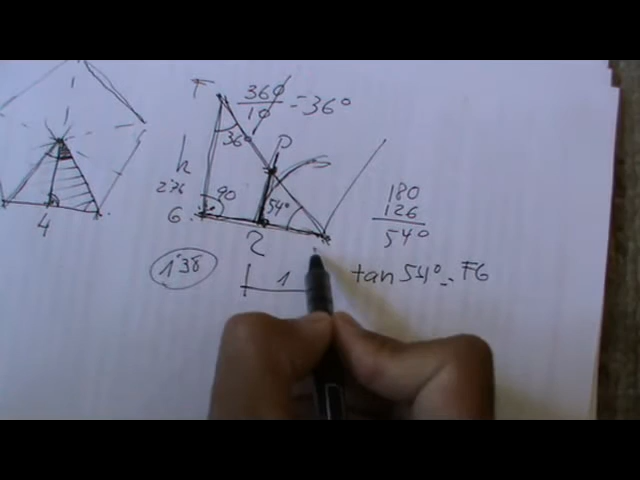 F
360/10 = 36°
36°
P
h
2'76
90
54°
G
2
4
180
126
54°
1'38
1
tan 54° = FG